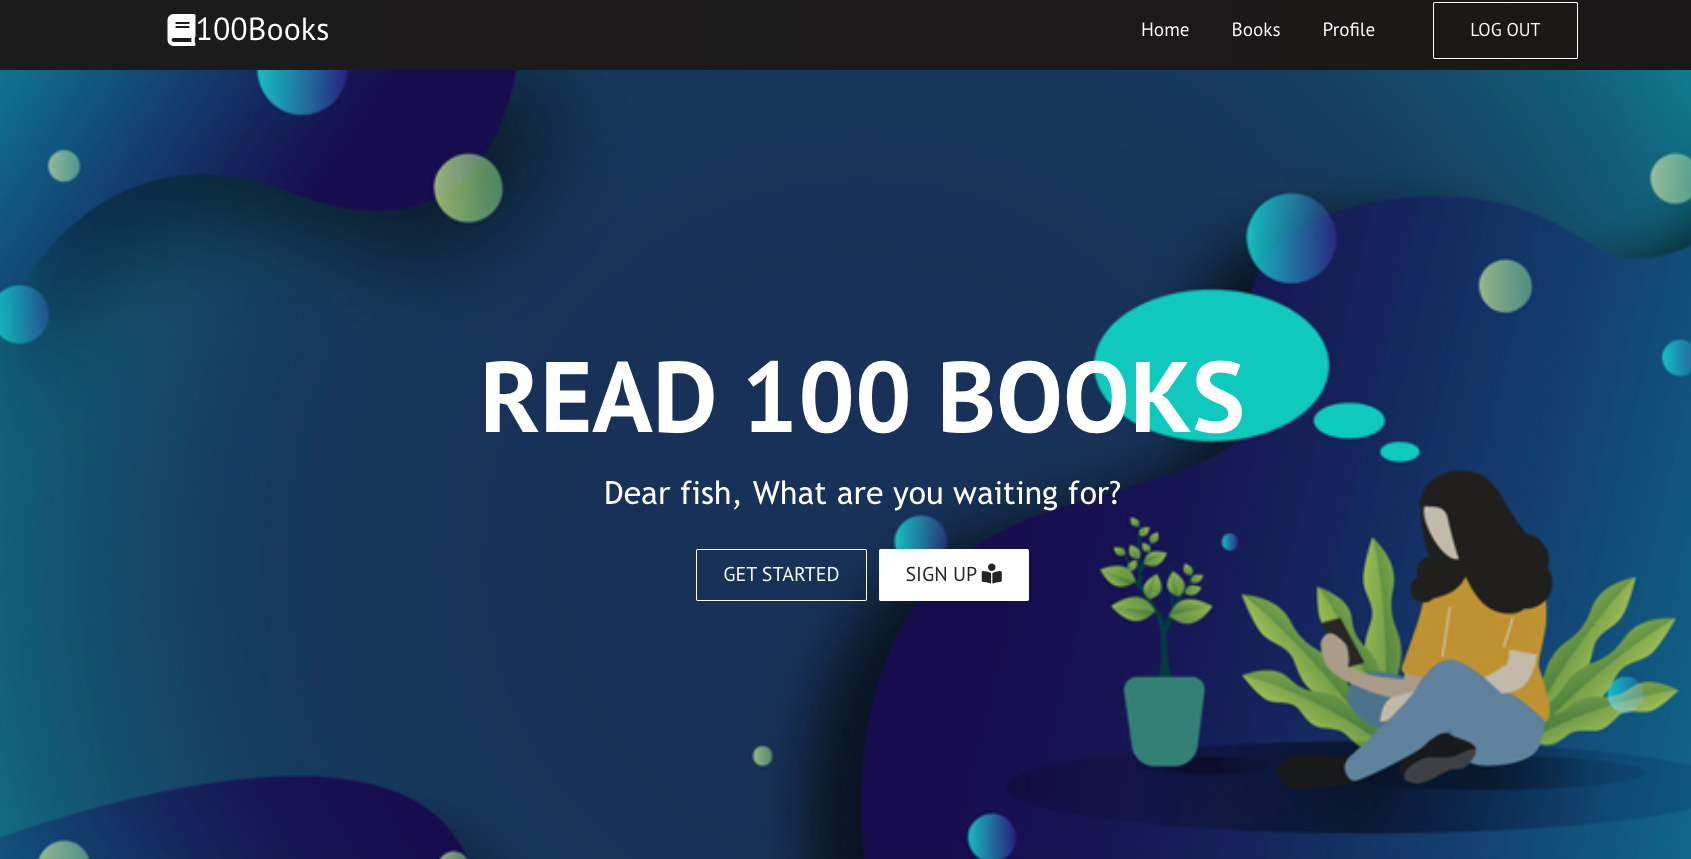 100Books
Home Books Profile LOG OUT
READ 100 BOOKS
Dear fish, What are you waiting for?
GET STARTED SIGN UP